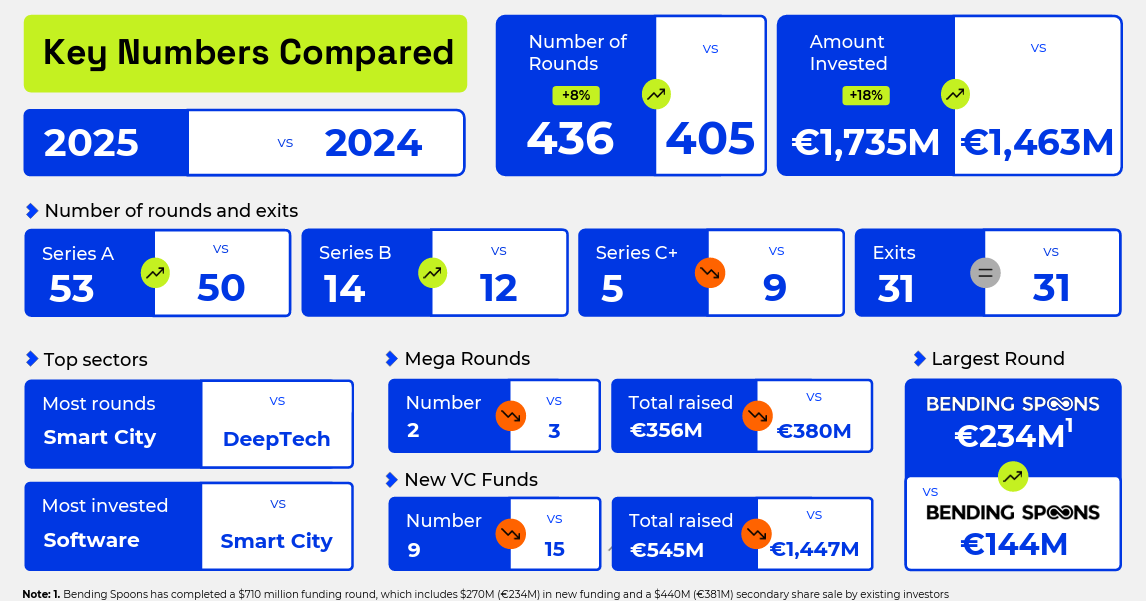 Key Numbers Compared
2025 vs 2024
Number of
Rounds
vs
+8%
436 405
Amount
Invested
vs
+18%
€1,735M €1,463M
Number of rounds and exits
Series A vs
53 50
Series B vs
14 12
Series C+ vs
5 9
Exits vs
31 31
Top sectors
Most rounds vs
Smart City DeepTech
Most invested vs
Software Smart City
Mega Rounds
Number vs
2 3
Total raised vs
€356M €380M
New VC Funds
Number vs
9 15
Total raised vs
€545M €1,447M
Largest Round
BENDING SPOONS
€234M1
vs
BENDING SPOONS
€144M
Note: 1. Bending Spoons has completed a $710 million funding round, which includes $270M (€234M) in new funding and a $440M (€381M) secondary share sale by existing investors